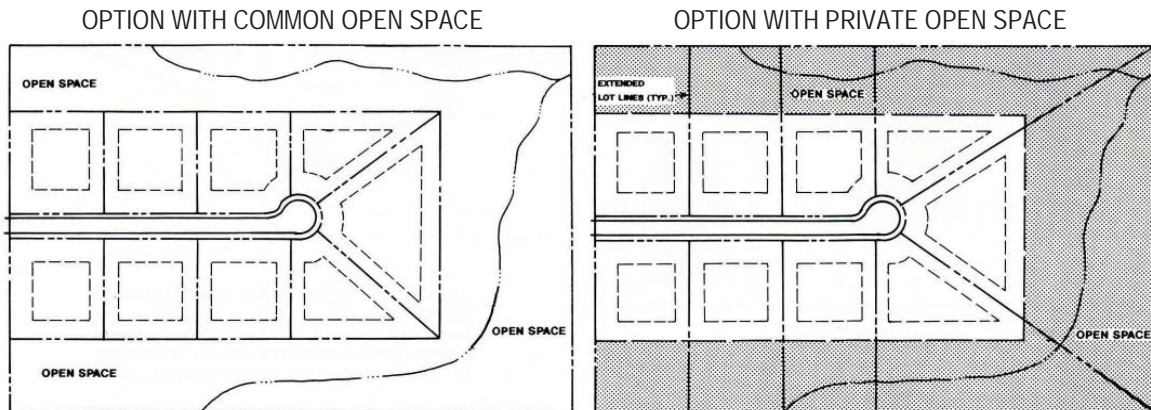 OPTION WITH COMMON OPEN SPACE
OPEN SPACE
OPEN SPACE
OPEN SPACE
OPTION WITH PRIVATE OPEN SPACE
EXTENDED
LOT LINES (TYP.)
OPEN SPACE
OPEN SPACE